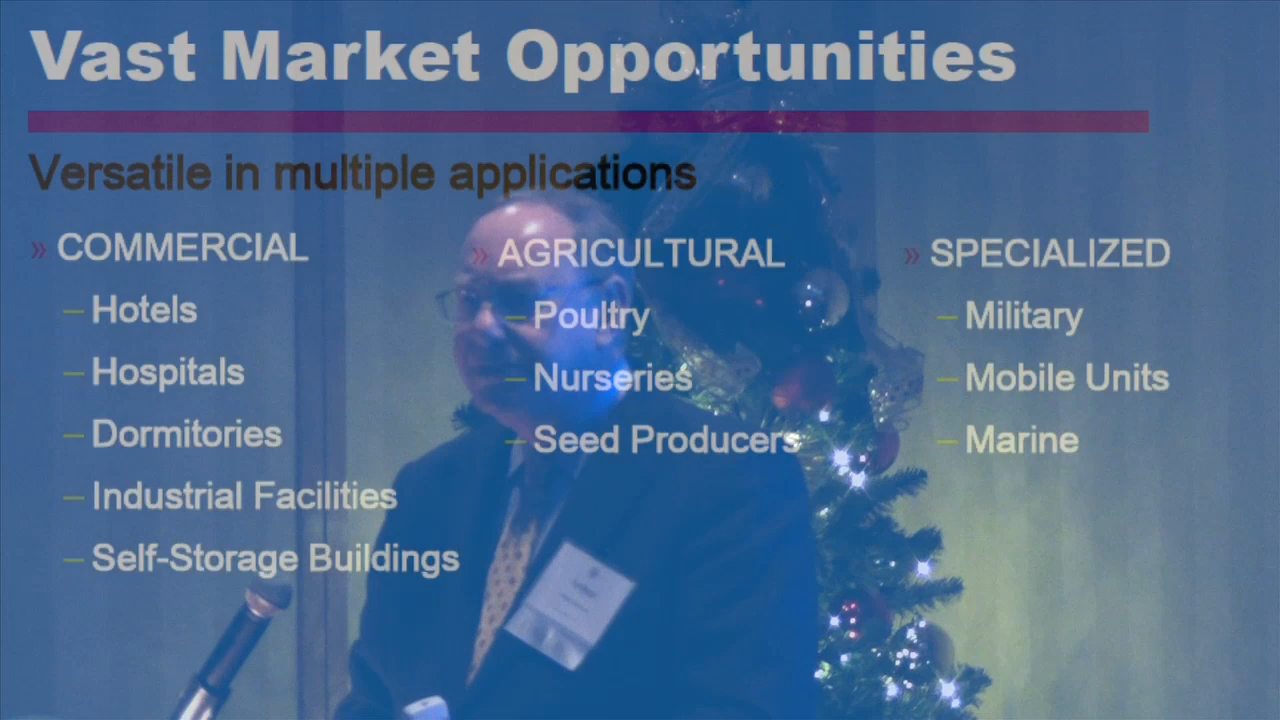 Vast Market Opportunities
Versatile in multiple applications
» COMMERCIAL
– Hotels
– Hospitals
– Dormitories
– Industrial Facilities
– Self-Storage Buildings
» AGRICULTURAL
– Poultry
– Nurseries
– Seed Producers
» SPECIALIZED
– Military
– Mobile Units
– Marine